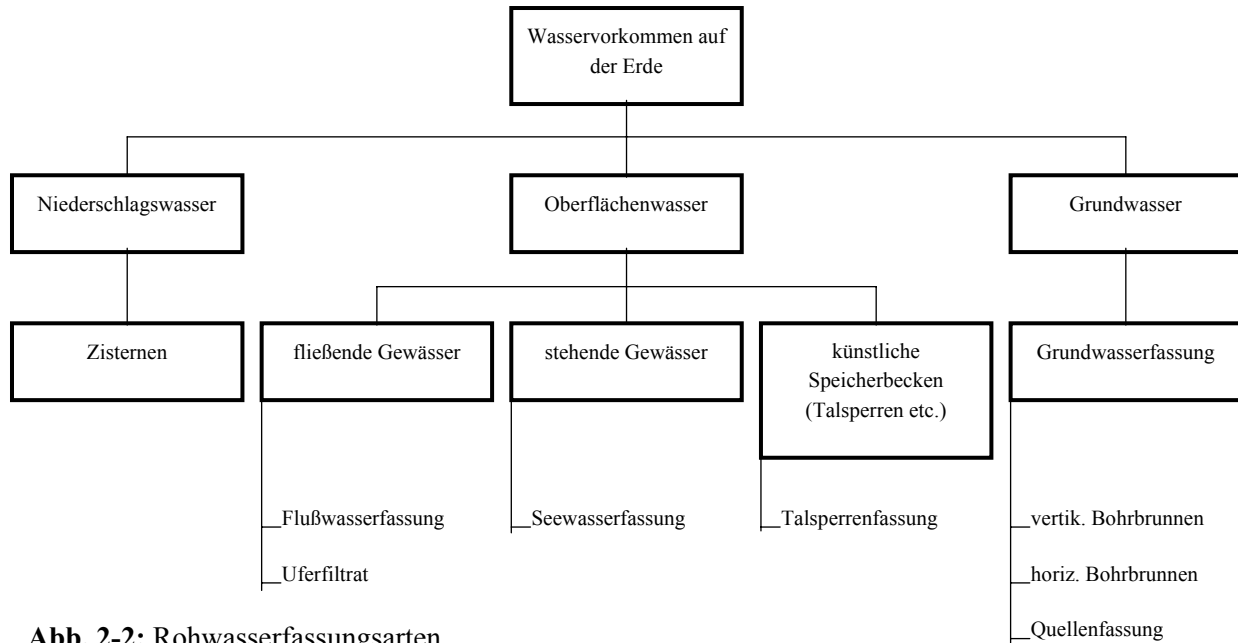 Wasservorkommen auf
der Erde
Niederschlagswasser
Oberflächenwasser
Grundwasser
Zisternen
fließende Gewässer
stehende Gewässer
künstliche
Speicherbecken
(Talsperren etc.)
Grundwasserfassung
Flußwasserfassung
Seewasserfassung
Talsperrenfassung
vertik. Bohrbrunnen
Uferfiltrat
horiz. Bohrbrunnen
Quellenfassung
Abb. 2-2: Rohwasserfassungsarten